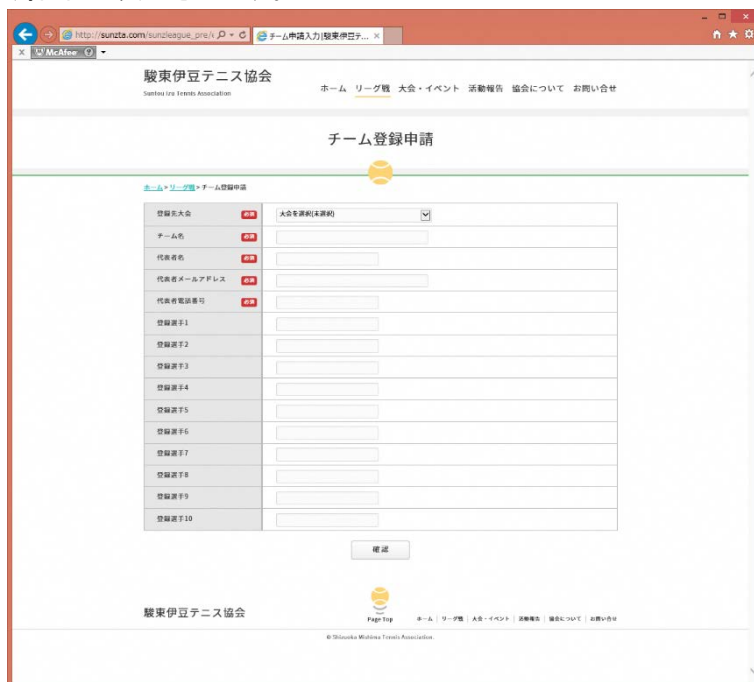 http://sunzta.com/sunzleague_pre/
チーム申請入力|駿東伊豆テ...
x McAfee
駿東伊豆テニス協会
Suntou Izu Tennis Association
ホーム リーグ戦 大会・イベント 活動報告 協会について お問い合せ
チーム登録申請
ホーム > リーグ戦 > チーム登録申請
登録先大会 必須 大会を選択(未選択)
チーム名 必須
代表者名 必須
代表者メールアドレス 必須
代表者電話番号 必須
登録選手1
登録選手2
登録選手3
登録選手4
登録選手5
登録選手6
登録選手7
登録選手8
登録選手9
登録選手10
確認
駿東伊豆テニス協会
Page Top
ホーム | リーグ戦 | 大会・イベント | 活動報告 | 協会について | お問い合せ
© Shizuoka Mishima Tennis Association.